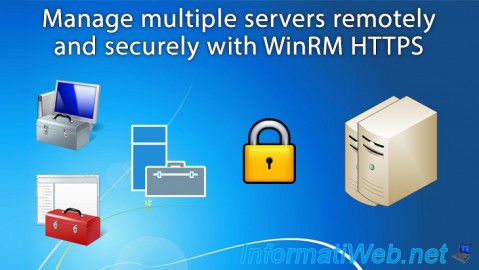 Manage multiple servers remotely
and securely with WinRM HTTPS
InformatiWeb.net